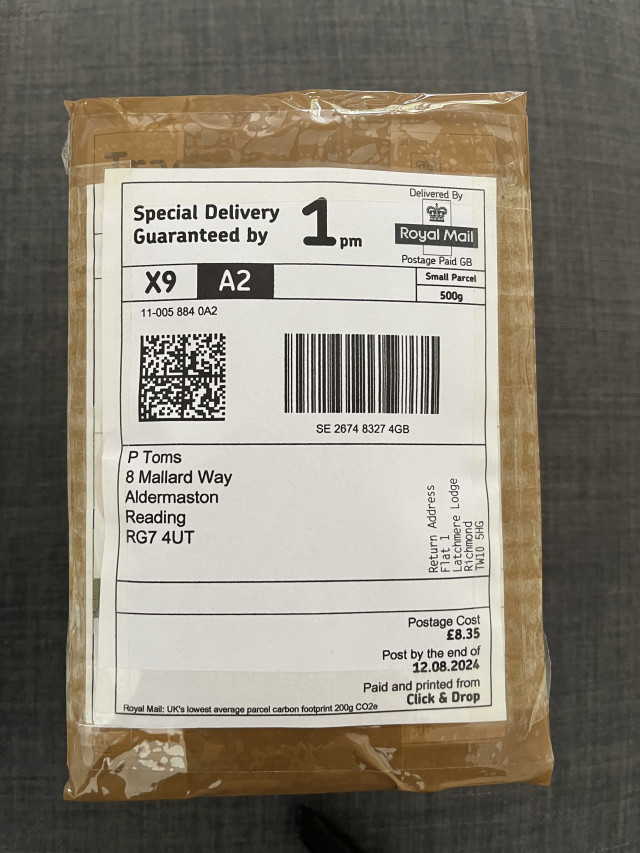 Trac
Special Delivery
Guaranteed by
1pm
Delivered By
Royal Mail
Postage Paid GB
X9 A2
Small Parcel
500g
11-005 884 0A2
SE 2674 8327 4GB
P Toms
8 Mallard Way
Aldermaston
Reading
RG7 4UT
Return Address
Flat 1
Latchmere Lodge
Richmond
TW10 5HG
Postage Cost
£8.35
Post by the end of
12.08.2024
Paid and printed from
Click & Drop
Royal Mail: UK's lowest average parcel carbon footprint 200g CO2e